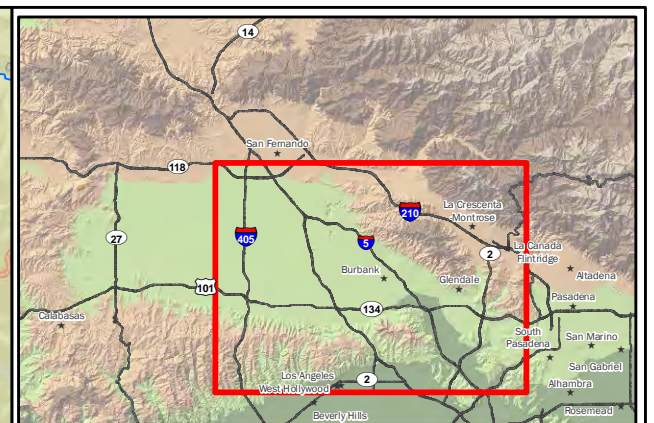 14
San Fernando
118
La Crescenta
-Montrose
210
27
405
5
2
La Canada
Flintridge
Burbank
Glendale
Altadena
101
Pasadena
134
Calabasas
South
Pasadena
San Marino
San Gabriel
Los Angeles
West Hollywood
2
Alhambra
Beverly Hills
Rosemead